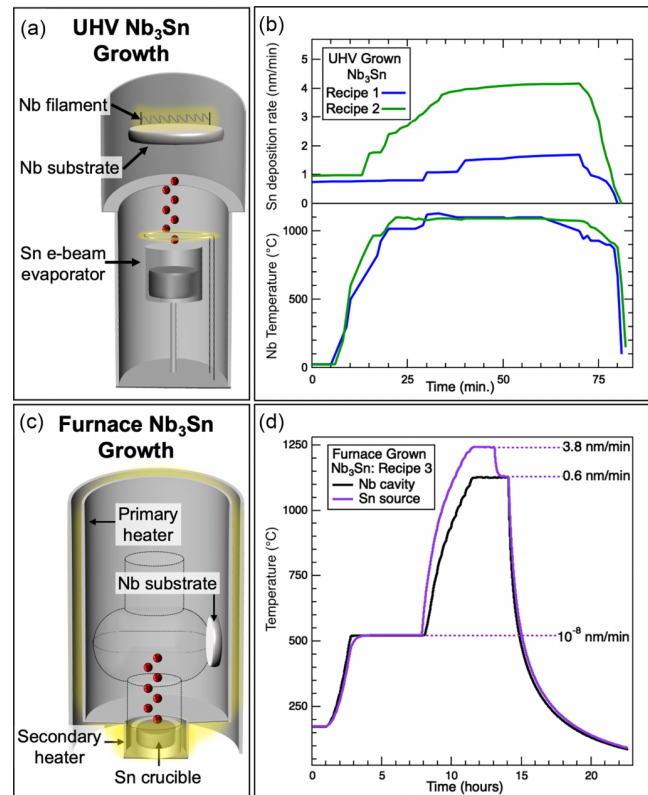 (a)
UHV Nb₃Sn
Growth
Nb filament
Nb substrate
Sn e-beam
evaporator
(b)
Sn deposition rate (nm/min)
5
4
3
2
1
0
UHV Grown
Nb₃Sn
Recipe 1
Recipe 2
Nb Temperature (°C)
1000
500
0
0
25
50
75
Time (min.)
(c)
Furnace Nb₃Sn
Growth
Primary
heater
Nb substrate
Secondary
heater
Sn crucible
(d)
Temperature (°C)
1250
1000
750
500
250
Furnace Grown
Nb₃Sn: Recipe 3
Nb cavity
Sn source
3.8 nm/min
0.6 nm/min
10⁻⁸ nm/min
0
5
10
15
20
Time (hours)